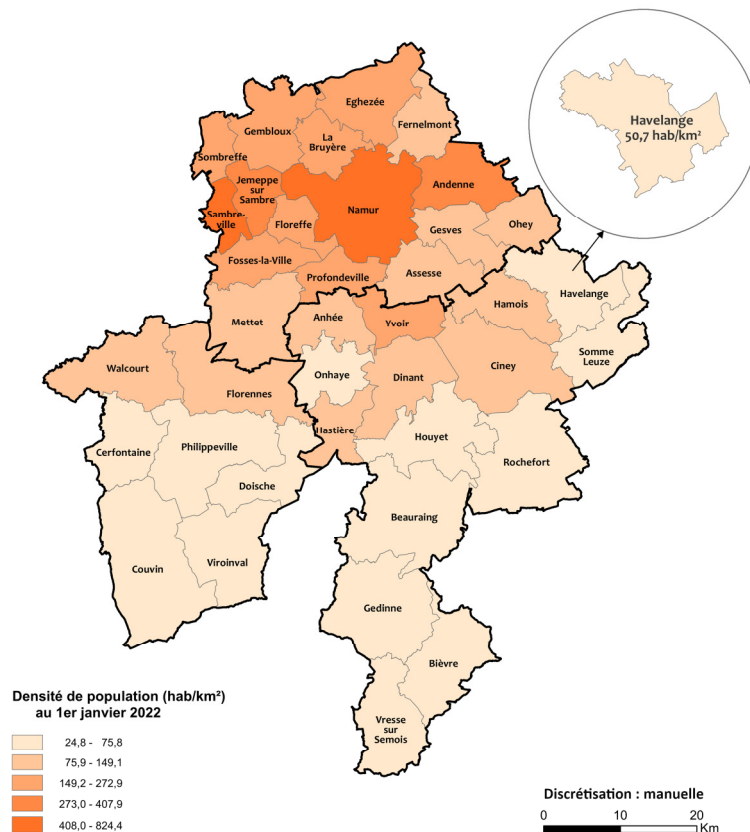 Eghezée
Havelange
50,7 hab/km²
Gembloux
Fernelmont
La
Bruyère
Sombreffe
Jemeppe
sur
Sambre
Andenne
Namur
Sambre-
ville
Floreffe
Gesves
Ohey
Fosses-la-Ville
Profondeville
Assesse
Havelange
Hamois
Mettet
Anhée
Yvoir
Somme
Leuze
Walcourt
Onhaye
Dinant
Ciney
Florennes
Hastière
Houyet
Cerfontaine
Philippeville
Rochefort
Doische
Beauraing
Couvin
Viroinval
Gedinne
Bièvre
Vresse
sur
Semois
Densité de population (hab/km²)
au 1er janvier 2022
24,8 - 75,8
75,9 - 149,1
149,2 - 272,9
273,0 - 407,9
408,0 - 824,4
Discrétisation : manuelle
0 10 20
Km